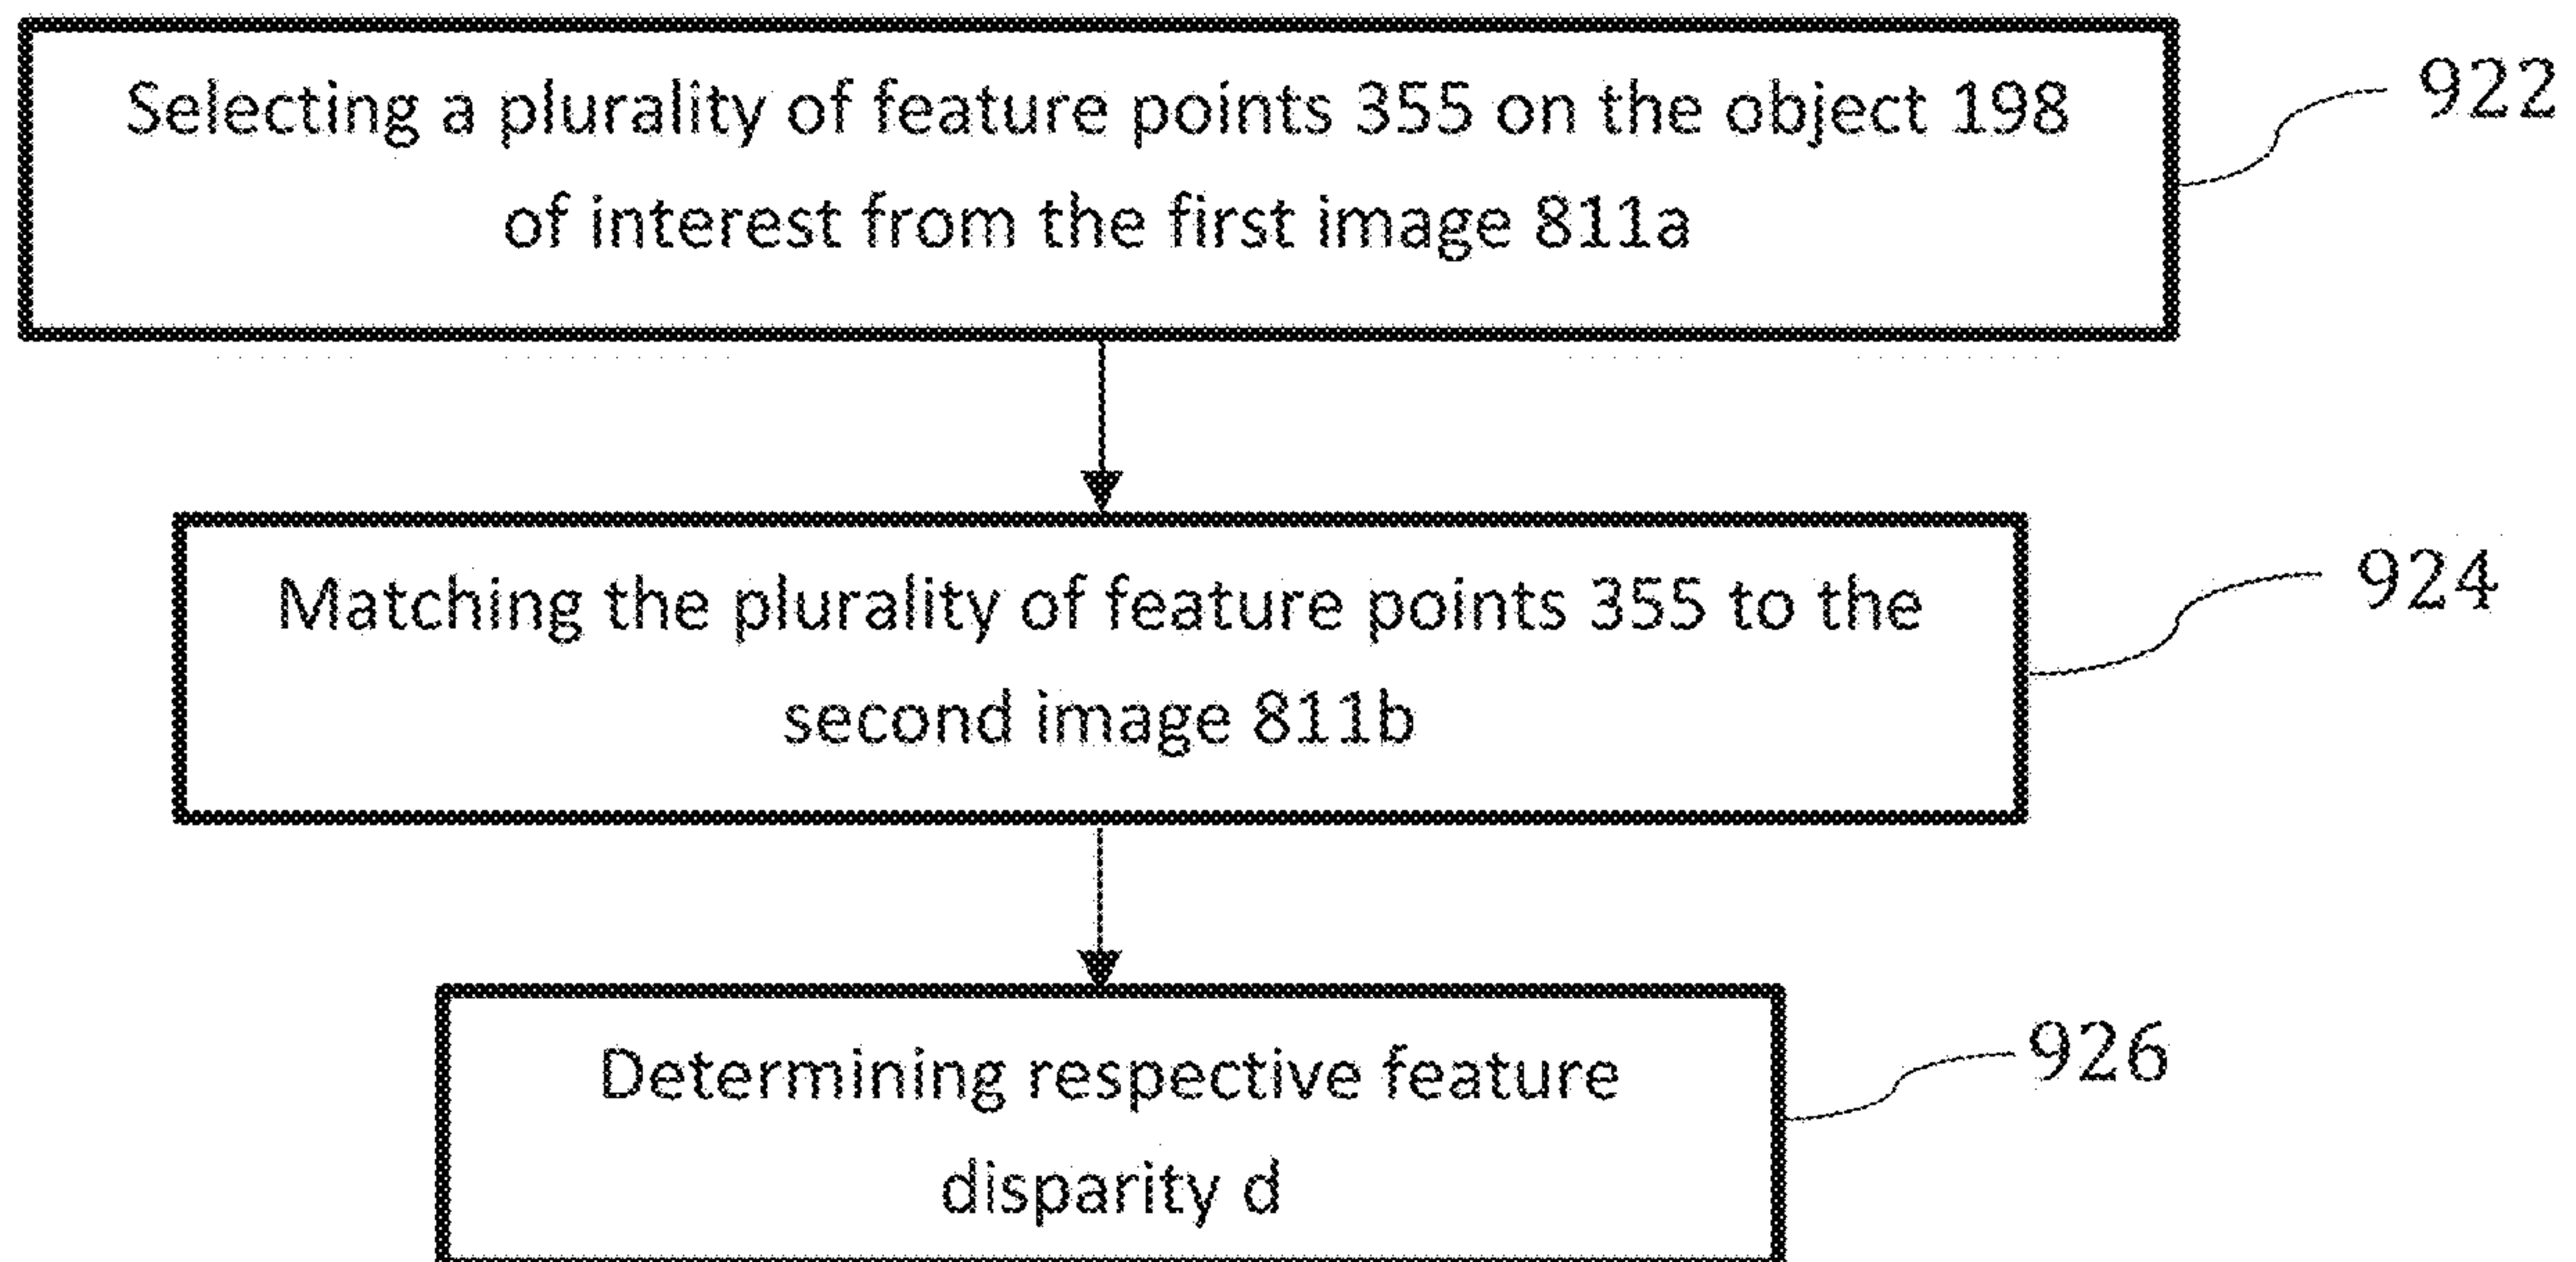 Selecting a plurality of feature points 355 on the object 198
of interest from the first image 811a
922
Matching the plurality of feature points 355 to the
second image 811b
924
Determining respective feature
disparity d
926